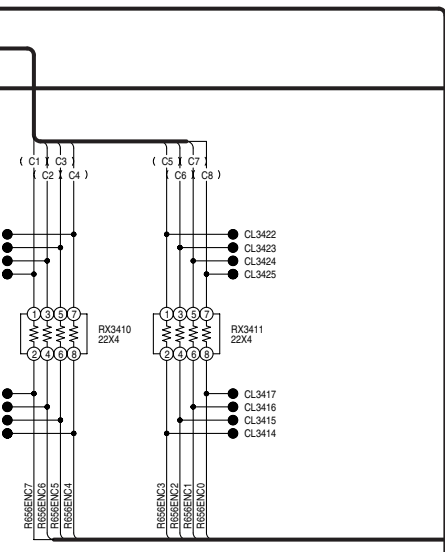 ( C1 ) ( C3 )
( C2 ) ( C4 )
( C5 ) ( C7 )
( C6 ) ( C8 )
CL3422
CL3423
CL3424
CL3425
1 3 5 7
RX3410
22X4
2 4 6 8
1 3 5 7
RX3411
22X4
2 4 6 8
CL3417
CL3416
CL3415
CL3414
R656ENC7
R656ENC6
R656ENC5
R656ENC4
R656ENC3
R656ENC2
R656ENC1
R656ENC0